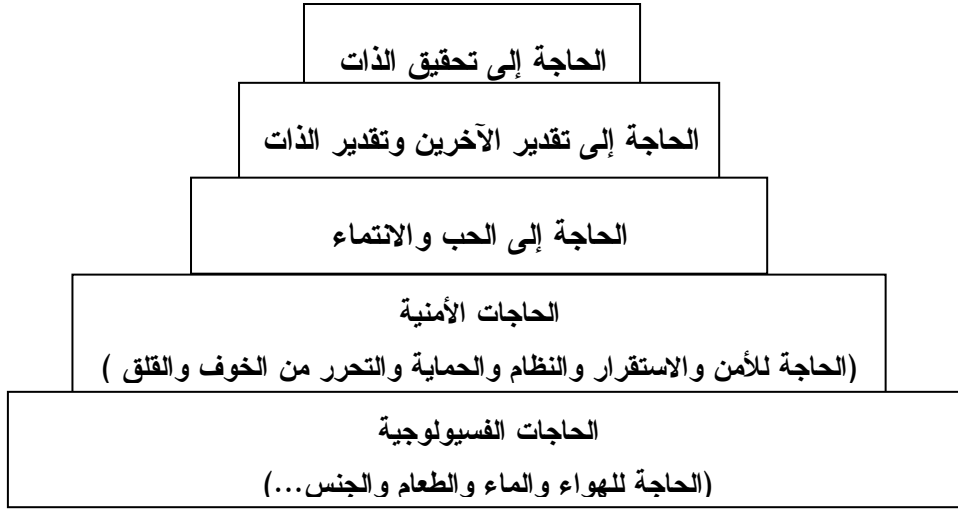 الحاجة إلى تحقيق الذات
الحاجة إلى تقدير الآخرين وتقدير الذات
الحاجة إلى الحب والانتماء
الحاجات الأمنية
(الحاجة للأمن والاستقرار والنظام والحماية والتحرر من الخوف والقلق )
الحاجات الفسيولوجية
(الحاجة للهواء والماء والطعام والجنس...)